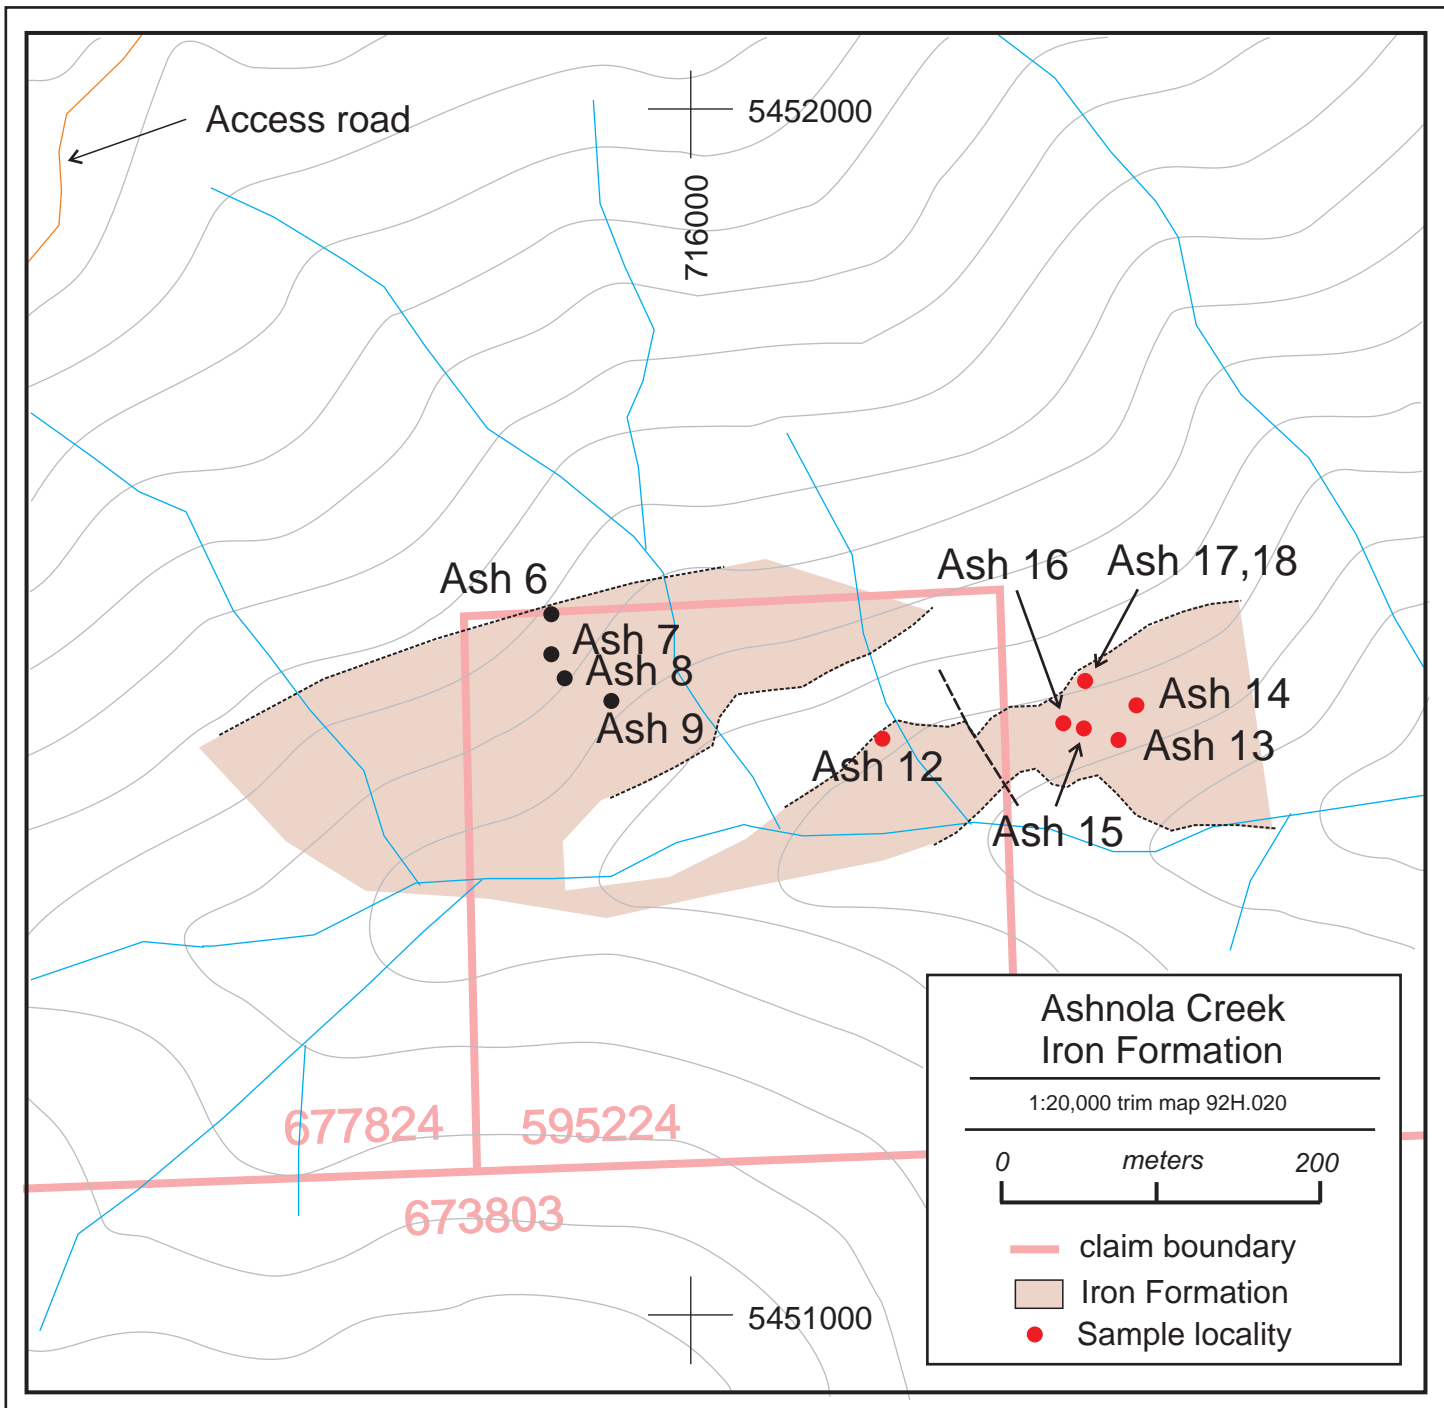 Access road
5452000
716000
Ash 16
Ash 17,18
Ash 6
Ash 7
Ash 8
Ash 9
Ash 14
Ash 13
Ash 12
Ash 15
677824
595224
673803
5451000
Ashnola Creek
Iron Formation
1:20,000 trim map 92H.020
0 meters 200
claim boundary
Iron Formation
Sample locality